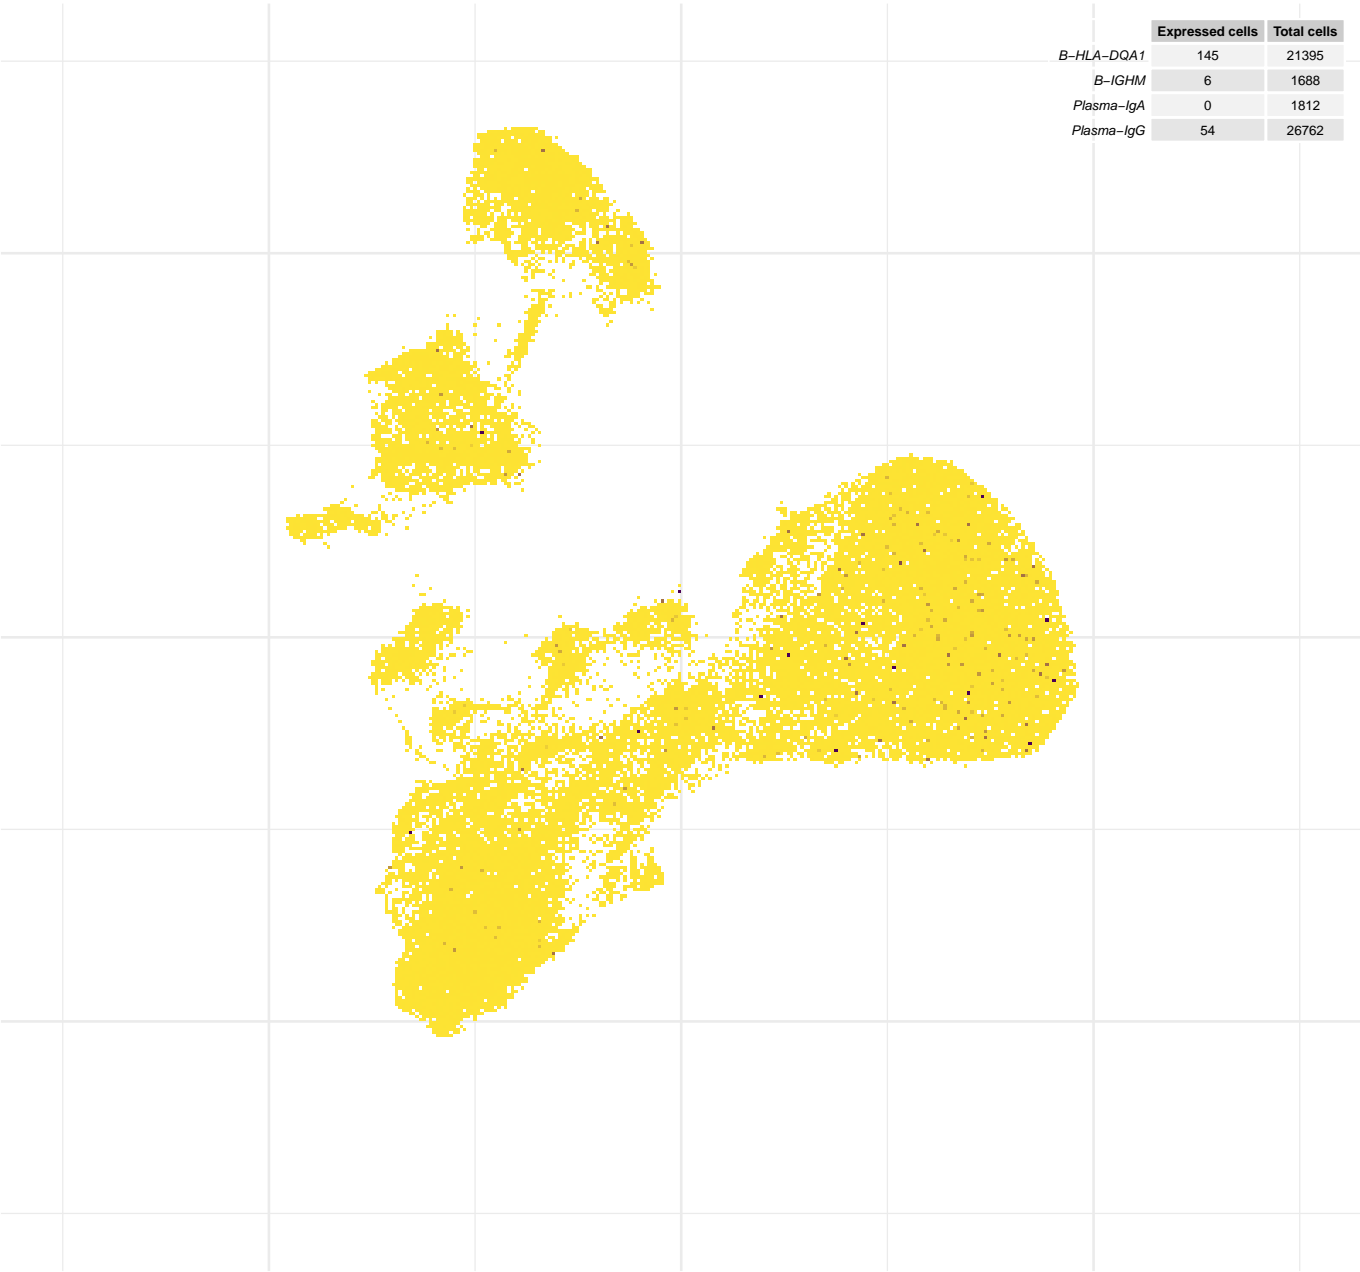 Expressed cells Total cells
B−HLA−DQA1 145 21395
B−IGHM 6 1688
Plasma−IgA 0 1812
Plasma−IgG 54 26762